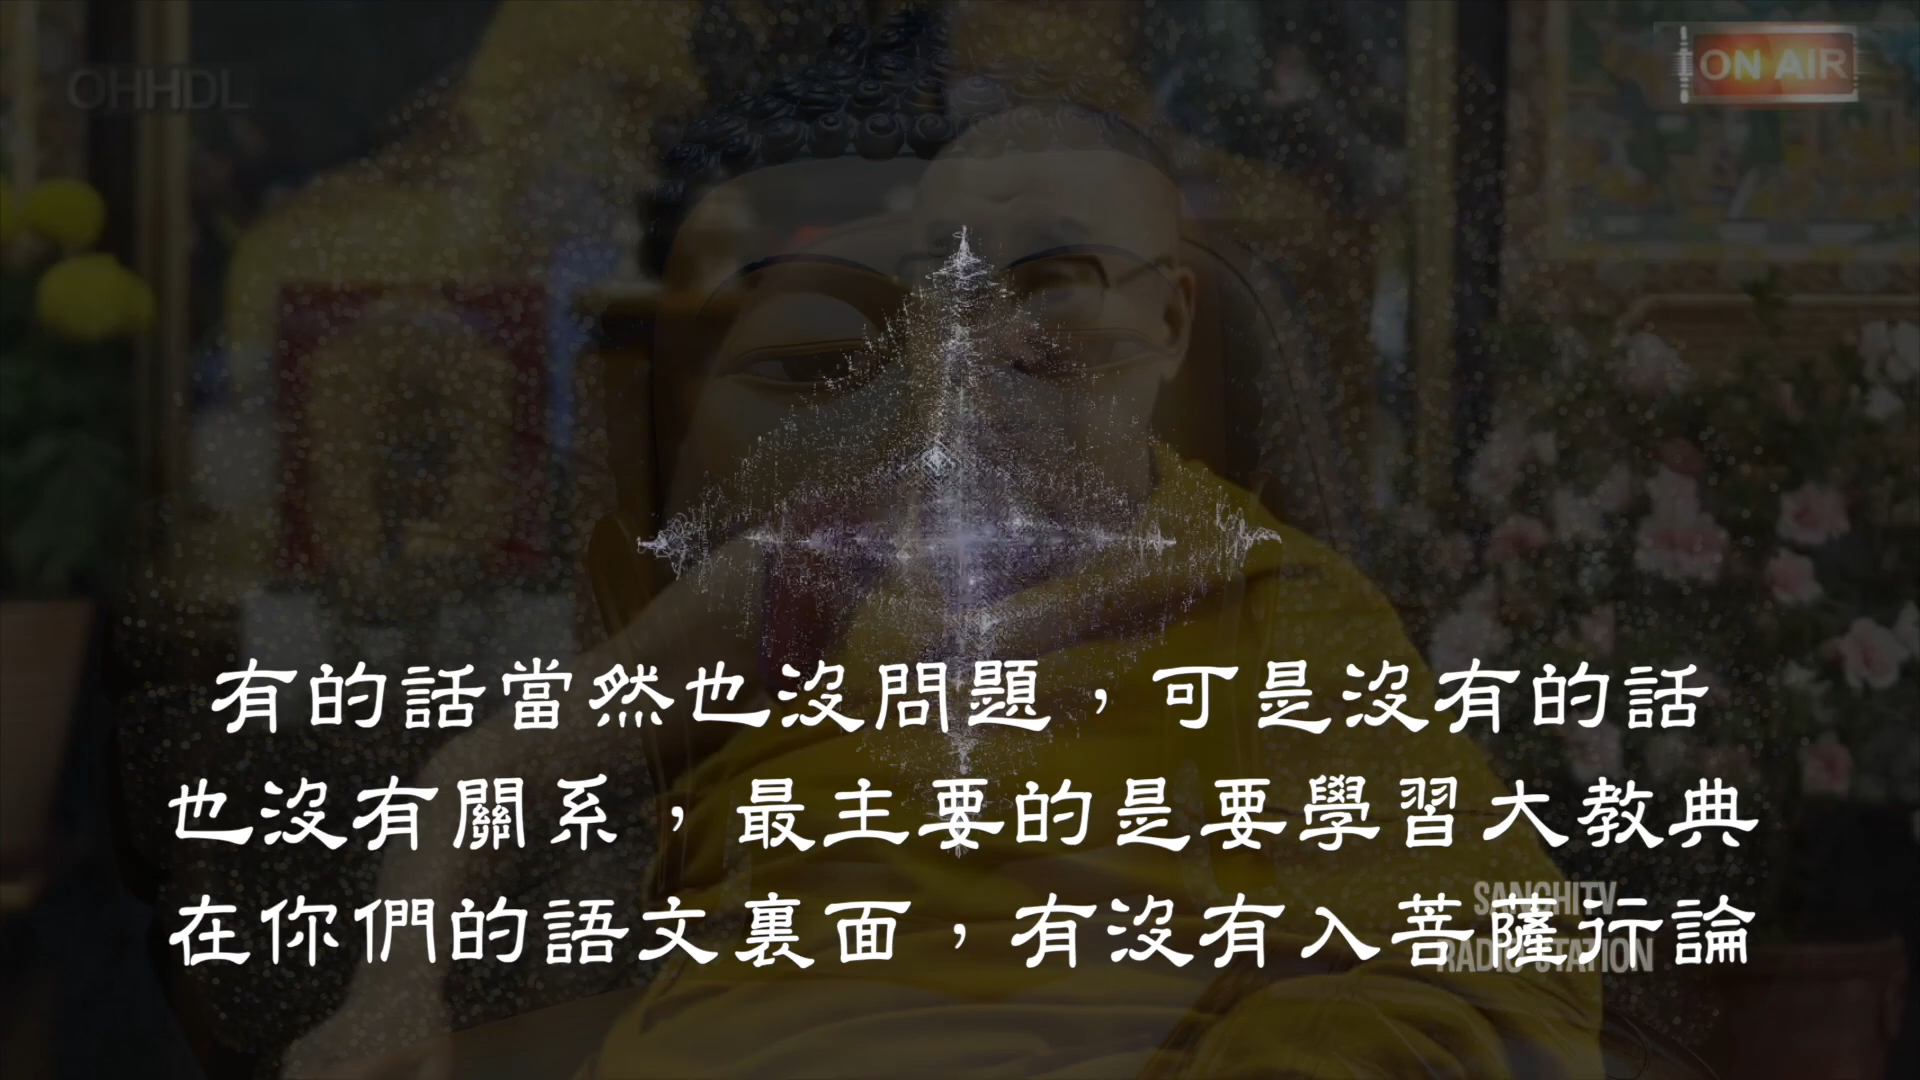 OHHDL
ON AIR
有的話當然也沒問題，可是沒有的話
也沒有關系，最主要的是要學習大教典
在你們的語文裏面，有沒有入菩薩行論
SANGHITV
RADIO STATION